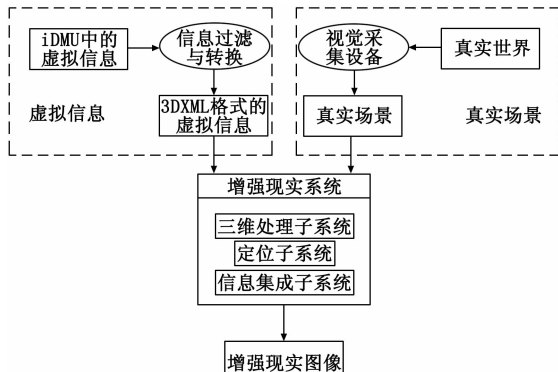 iDMU中的
虚拟信息
信息过滤
与转换
虚拟信息
3DXML格式的
虚拟信息
视觉采
集设备
真实世界
真实场景
真实场景
增强现实系统
三维处理子系统
定位子系统
信息集成子系统
增强现实图像